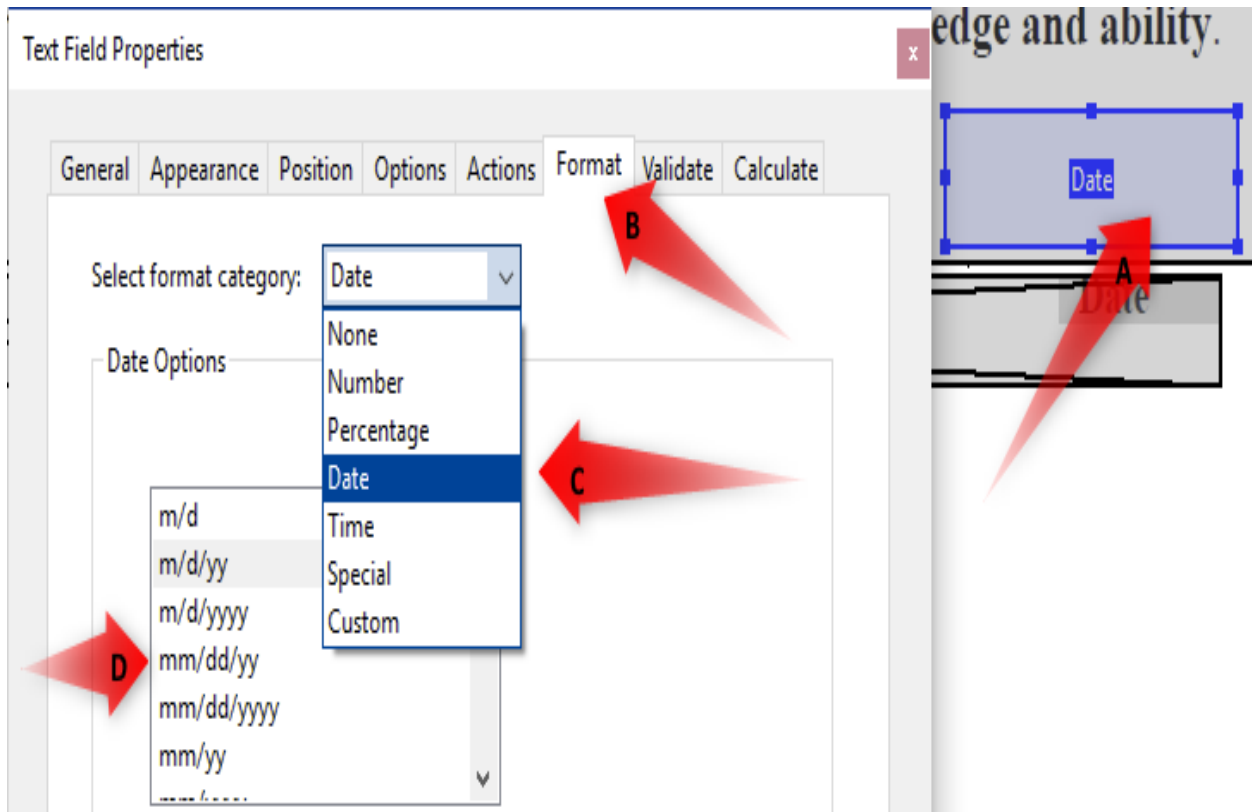 edge and ability.
Text Field Properties
x
General Appearance Position Options Actions Format Validate Calculate
B
Date
A
Date
Select format category: Date
None
Number
Percentage
Date
Time
Special
Custom
C
Date Options
m/d
m/d/yy
m/d/yyyy
mm/dd/yy
mm/dd/yyyy
mm/yy
D